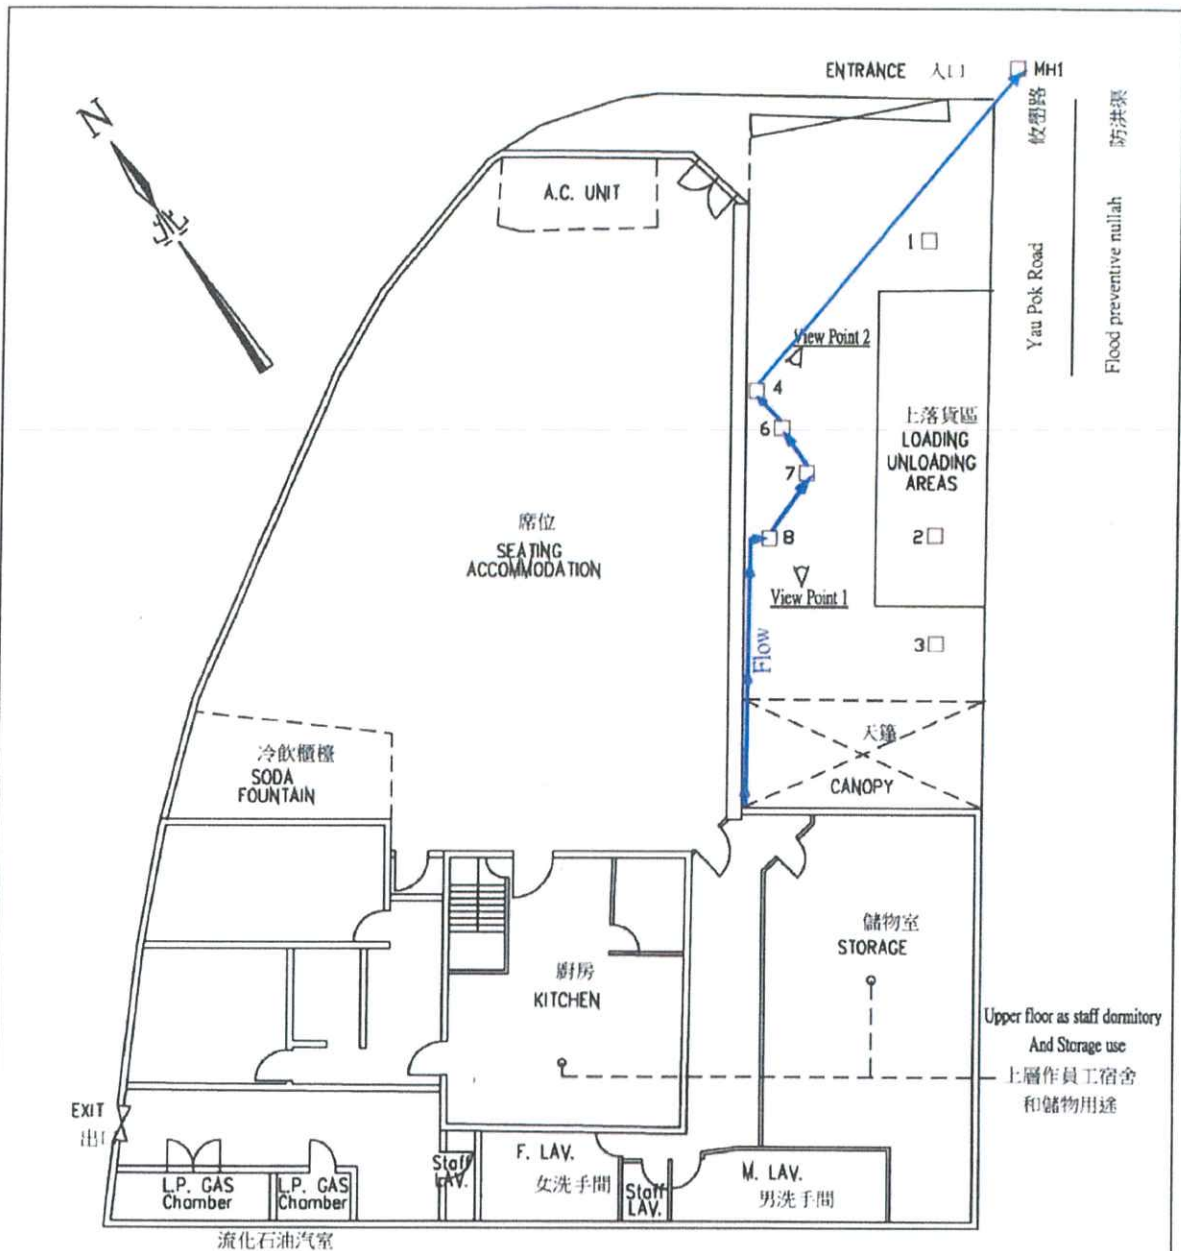 ENTRANCE 入口
MH1
攸壆路
防洪渠
N
北
A.C. UNIT
1
Yau Pok Road
Flood preventive nullah
View Point 2
4
上落貨區
LOADING
UNLOADING
AREAS
6
7
席位
SEATING
ACCOMMODATION
8
2
View Point 1
Flow
3
冷飲櫃檯
SODA
FOUNTAIN
天篷
CANOPY
儲物室
STORAGE
廚房
KITCHEN
Upper floor as staff dormitory
And Storage use
上層作員工宿舍
和儲物用途
EXIT
出口
F. LAV.
女洗手間
Staff
LAV.
M. LAV.
男洗手間
Staff
LAV.
L.P. GAS
Chamber
L.P. GAS
Chamber
流化石油汽室